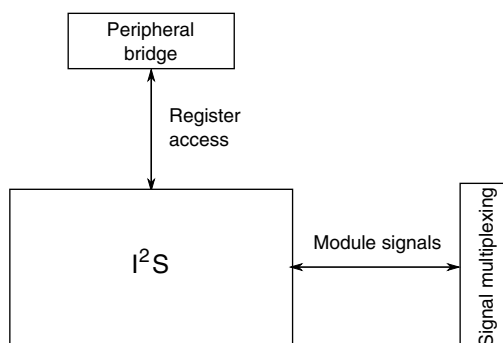 Peripheral
bridge
Register
access
I²S
Module signals
Signal multiplexing